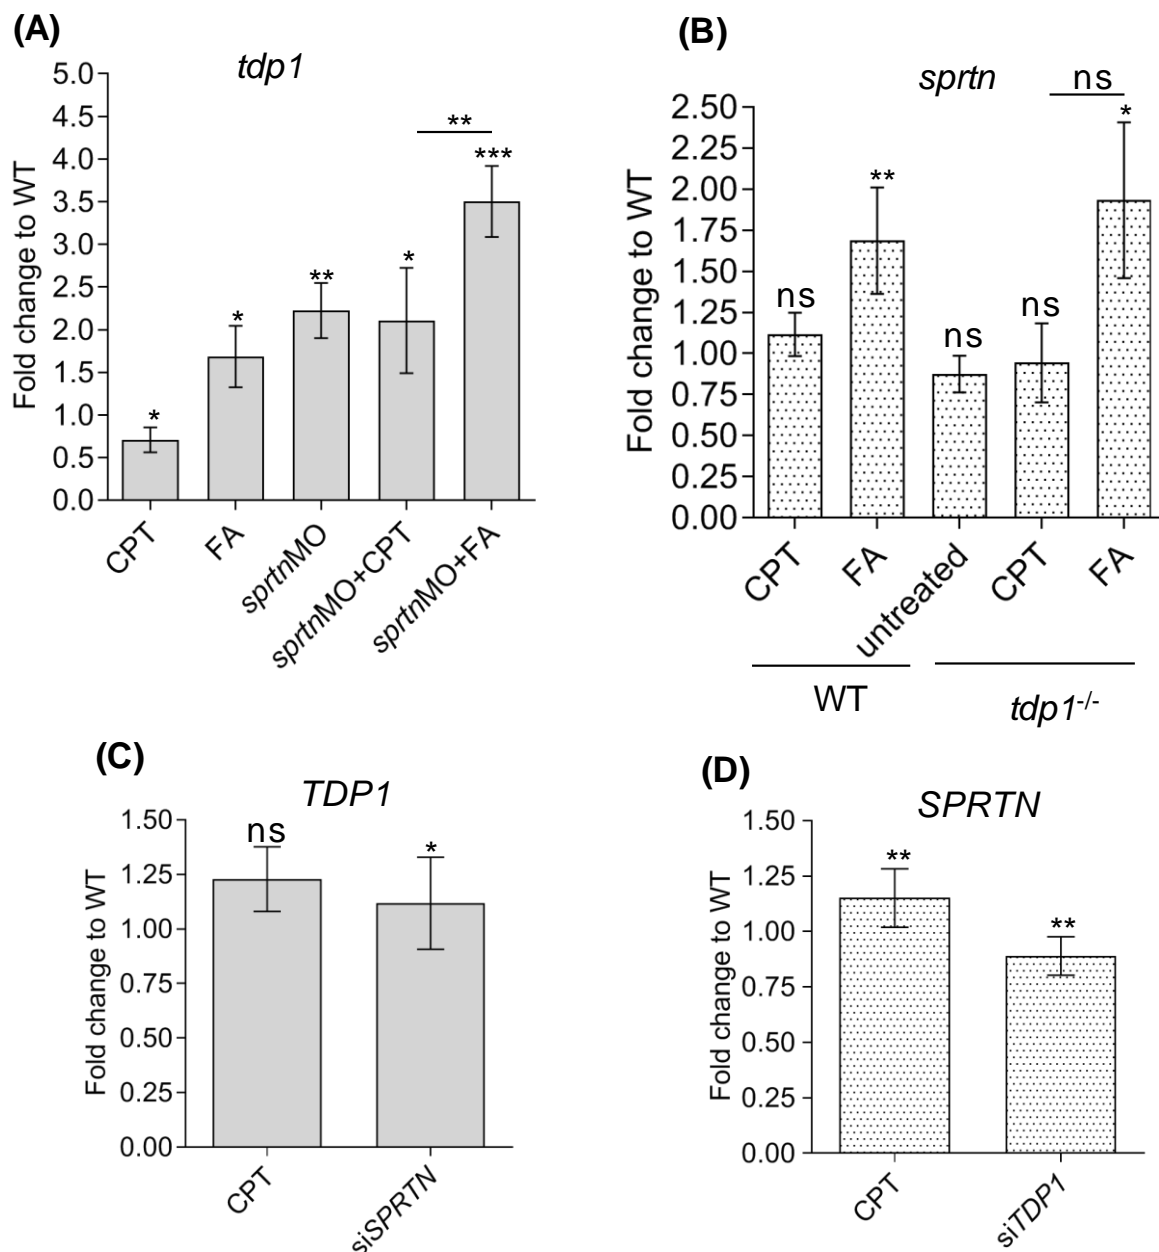 (A)
tdp1
Fold change to WT
5.0
4.5
4.0
3.5
3.0
2.5
2.0
1.5
1.0
0.5
0.0
*
*
**
*
***
**
CPT
FA
sprtnMO
sprtnMO+CPT
sprtnMO+FA
(B)
sprtn
Fold change to WT
2.50
2.25
2.00
1.75
1.50
1.25
1.00
0.75
0.50
0.25
0.00
ns
**
ns
ns
*
ns
CPT
FA
untreated
CPT
FA
WT
tdp1-/-
(C)
TDP1
Fold change to WT
1.50
1.25
1.00
0.75
0.50
0.25
0.00
ns
*
CPT
siSPRTN
(D)
SPRTN
Fold change to WT
1.50
1.25
1.00
0.75
0.50
0.25
0.00
**
**
CPT
siTDP1